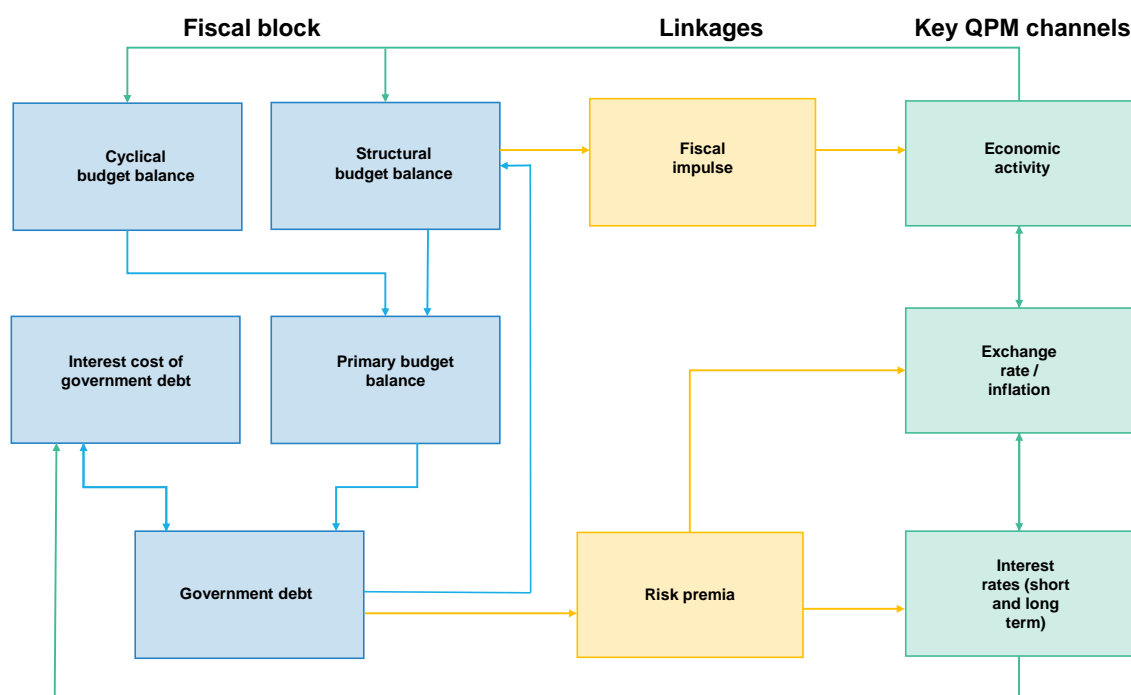 Fiscal block
Linkages
Key QPM channels
Cyclical
budget balance
Structural
budget balance
Fiscal
impulse
Economic
activity
Interest cost of
government debt
Primary budget
balance
Exchange
rate /
inflation
Government debt
Risk premia
Interest
rates (short
and long
term)